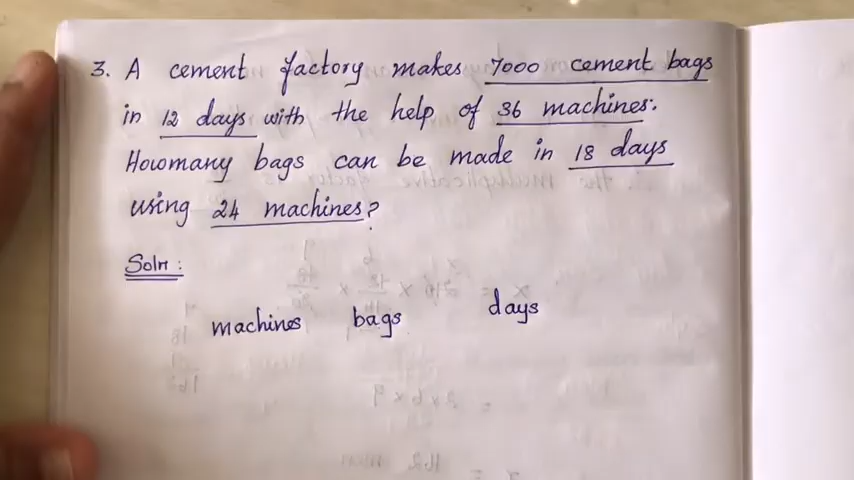 3. A cement factory makes 7000 cement bags
in 12 days with the help of 36 machines.
Howmany bags can be made in 18 days
using 24 machines?
Soln :
machines bags days